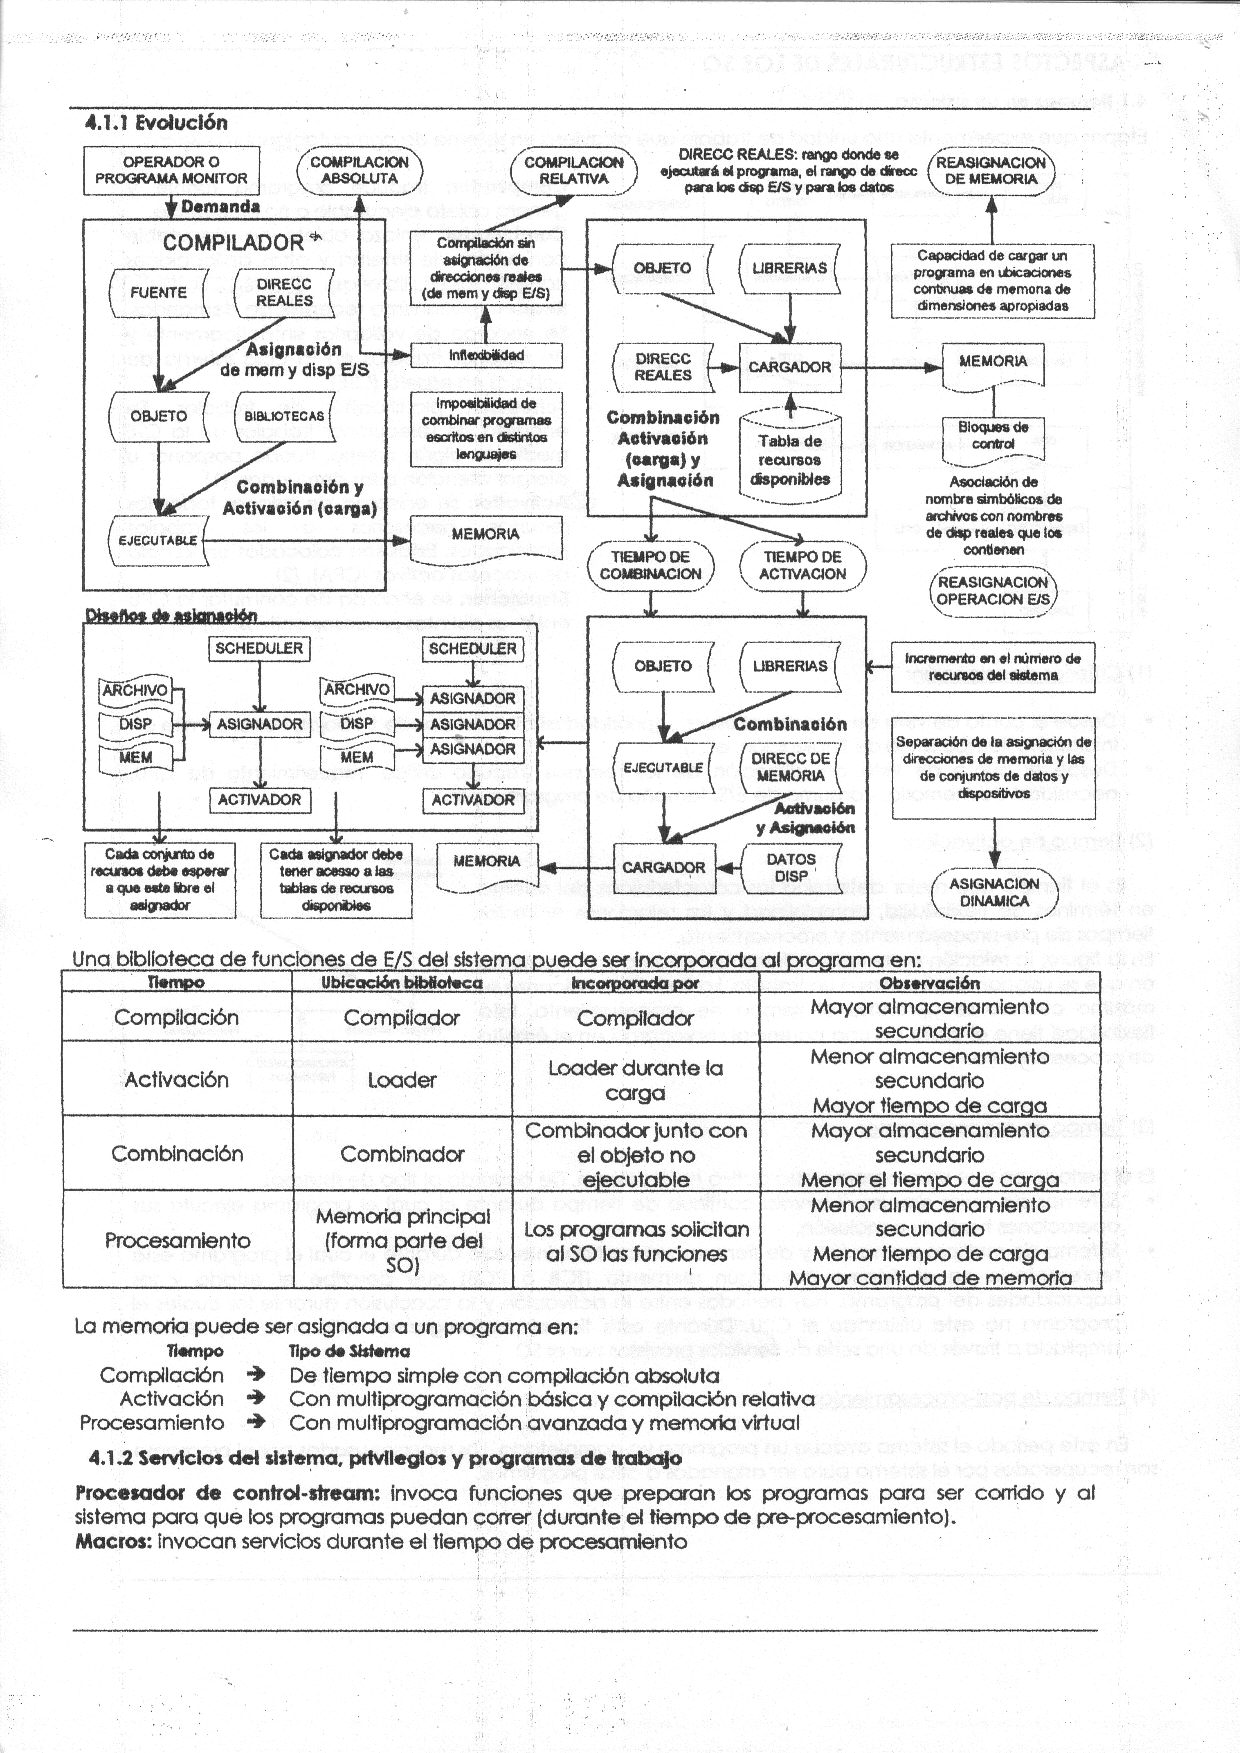 4.1.1 Evolución
OPERADOR O
PROGRAMA MONITOR
COMPILACION
ABSOLUTA
COMPILACION
RELATIVA
DIRECC REALES: rango donde se
ejecutará el programa, el rango de direcc
para los disp E/S y para los datos
REASIGNACION
DE MEMORIA
Demanda
COMPILADOR
FUENTE
DIRECC
REALES
Asignación
de mem y disp E/S
OBJETO
BIBLIOTECAS
Combinación y
Activación (carga)
EJECUTABLE
Compilación sin
asignación de
direcciones reales
(de mem y disp E/S)
Inflexibilidad
Imposibilidad de
combinar programas
escritos en distintos
lenguajes
MEMORIA
OBJETO
LIBRERIAS
DIRECC
REALES
CARGADOR
Combinación
Activación
(carga) y
Asignación
Tabla de
recursos
disponibles
Capacidad de cargar un
programa en ubicaciones
continuas de memoria de
dimensiones apropiadas
MEMORIA
Bloques de
control
Asociación de
nombre simbólicos de
archivos con nombres
de disp reales que los
contienen
REASIGNACION
OPERACION E/S
TIEMPO DE
COMBINACION
TIEMPO DE
ACTIVACION
Diseños de asignación
SCHEDULER
ARCHIVO
DISP
MEM
ASIGNADOR
ACTIVADOR
SCHEDULER
ARCHIVO
DISP
MEM
ASIGNADOR
ASIGNADOR
ASIGNADOR
ACTIVADOR
Cada conjunto de
recursos debe esperar
a que este libre el
asignador
Cada asignador debe
tener acceso a las
tablas de recursos
disponibles
OBJETO
LIBRERIAS
Combinación
EJECUTABLE
DIRECC DE
MEMORIA
Activación
y Asignación
MEMORIA
CARGADOR
DATOS
DISP
Incremento en el número de
recursos del sistema
Separación de la asignación de
direcciones de memoria y las
de conjuntos de datos y
dispositivos
ASIGNACION
DINAMICA
Una biblioteca de funciones de E/S del sistema puede ser incorporada al programa en:
Tiempo Ubicación biblioteca Incorporada por Observación
Compilación Compilador Compilador Mayor almacenamiento
secundario
Activación Loader Loader durante la
carga
Menor almacenamiento
secundario
Mayor tiempo de carga
Combinación Combinador Combinador junto con
el objeto no
ejecutable
Mayor almacenamiento
secundario
Menor el tiempo de carga
Procesamiento Memoria principal
(forma parte del
SO)
Los programas solicitan
al SO las funciones
Menor almacenamiento
secundario
Menor tiempo de carga
Mayor cantidad de memoria
La memoria puede ser asignada a un programa en:
Tiempo Tipo de Sistema
Compilación → De tiempo simple con compilación absoluta
Activación → Con multiprogramación básica y compilación relativa
Procesamiento → Con multiprogramación avanzada y memoria virtual
4.1.2 Servicios del sistema, privilegios y programas de trabajo
Procesador de control-stream: invoca funciones que preparan los programas para ser corrido y al
sistema para que los programas puedan correr (durante el tiempo de pre-procesamiento).
Macros: invocan servicios durante el tiempo de procesamiento